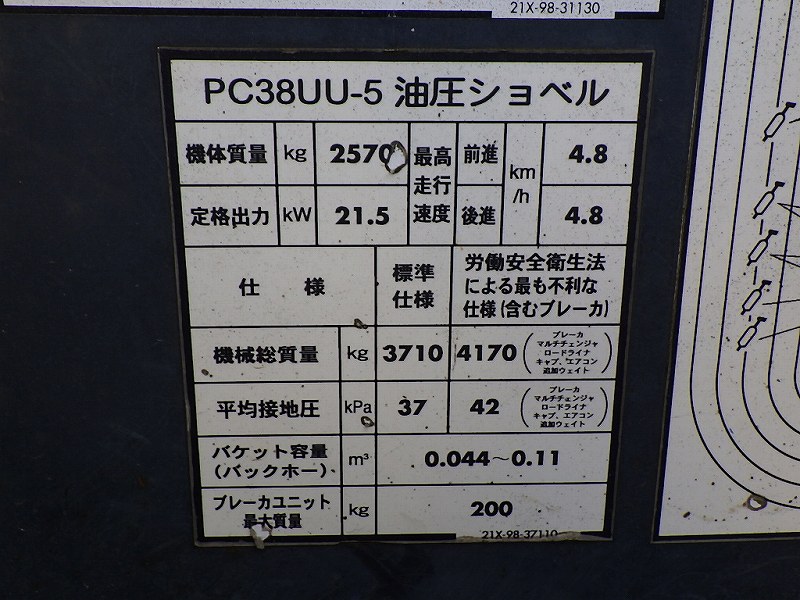 21X-98-31130
PC38UU-5 油圧ショベル
機体質量 kg 2570 最高走行速度 前進 km/h 4.8
定格出力 kW 21.5 後進 4.8
仕 様 標準仕様 労働安全衛生法
による最も不利な
仕様(含むブレーカ)
機械総質量 kg 3710 4170 (ブレーカ
マルチチェンジャ
ロードライナ
キャブ、エアコン
追加ウェイト)
平均接地圧 kPa 37 42 (ブレーカ
マルチチェンジャ
ロードライナ
キャブ、エアコン
追加ウェイト)
バケット容量
(バックホー) m³ 0.044~0.11
ブレーカユニット
最大質量 kg 200
21X-98-37110